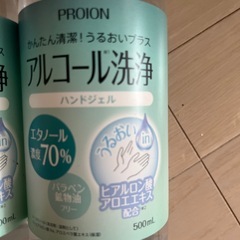 PROION
かんたん清潔!うるおいプラス
アルコール洗浄
ハンドジェル
エタノール
濃度70%
うるおい
in
パラベン
鉱物油
フリー
ヒアルロン酸
アロエエキス
配合
500mL